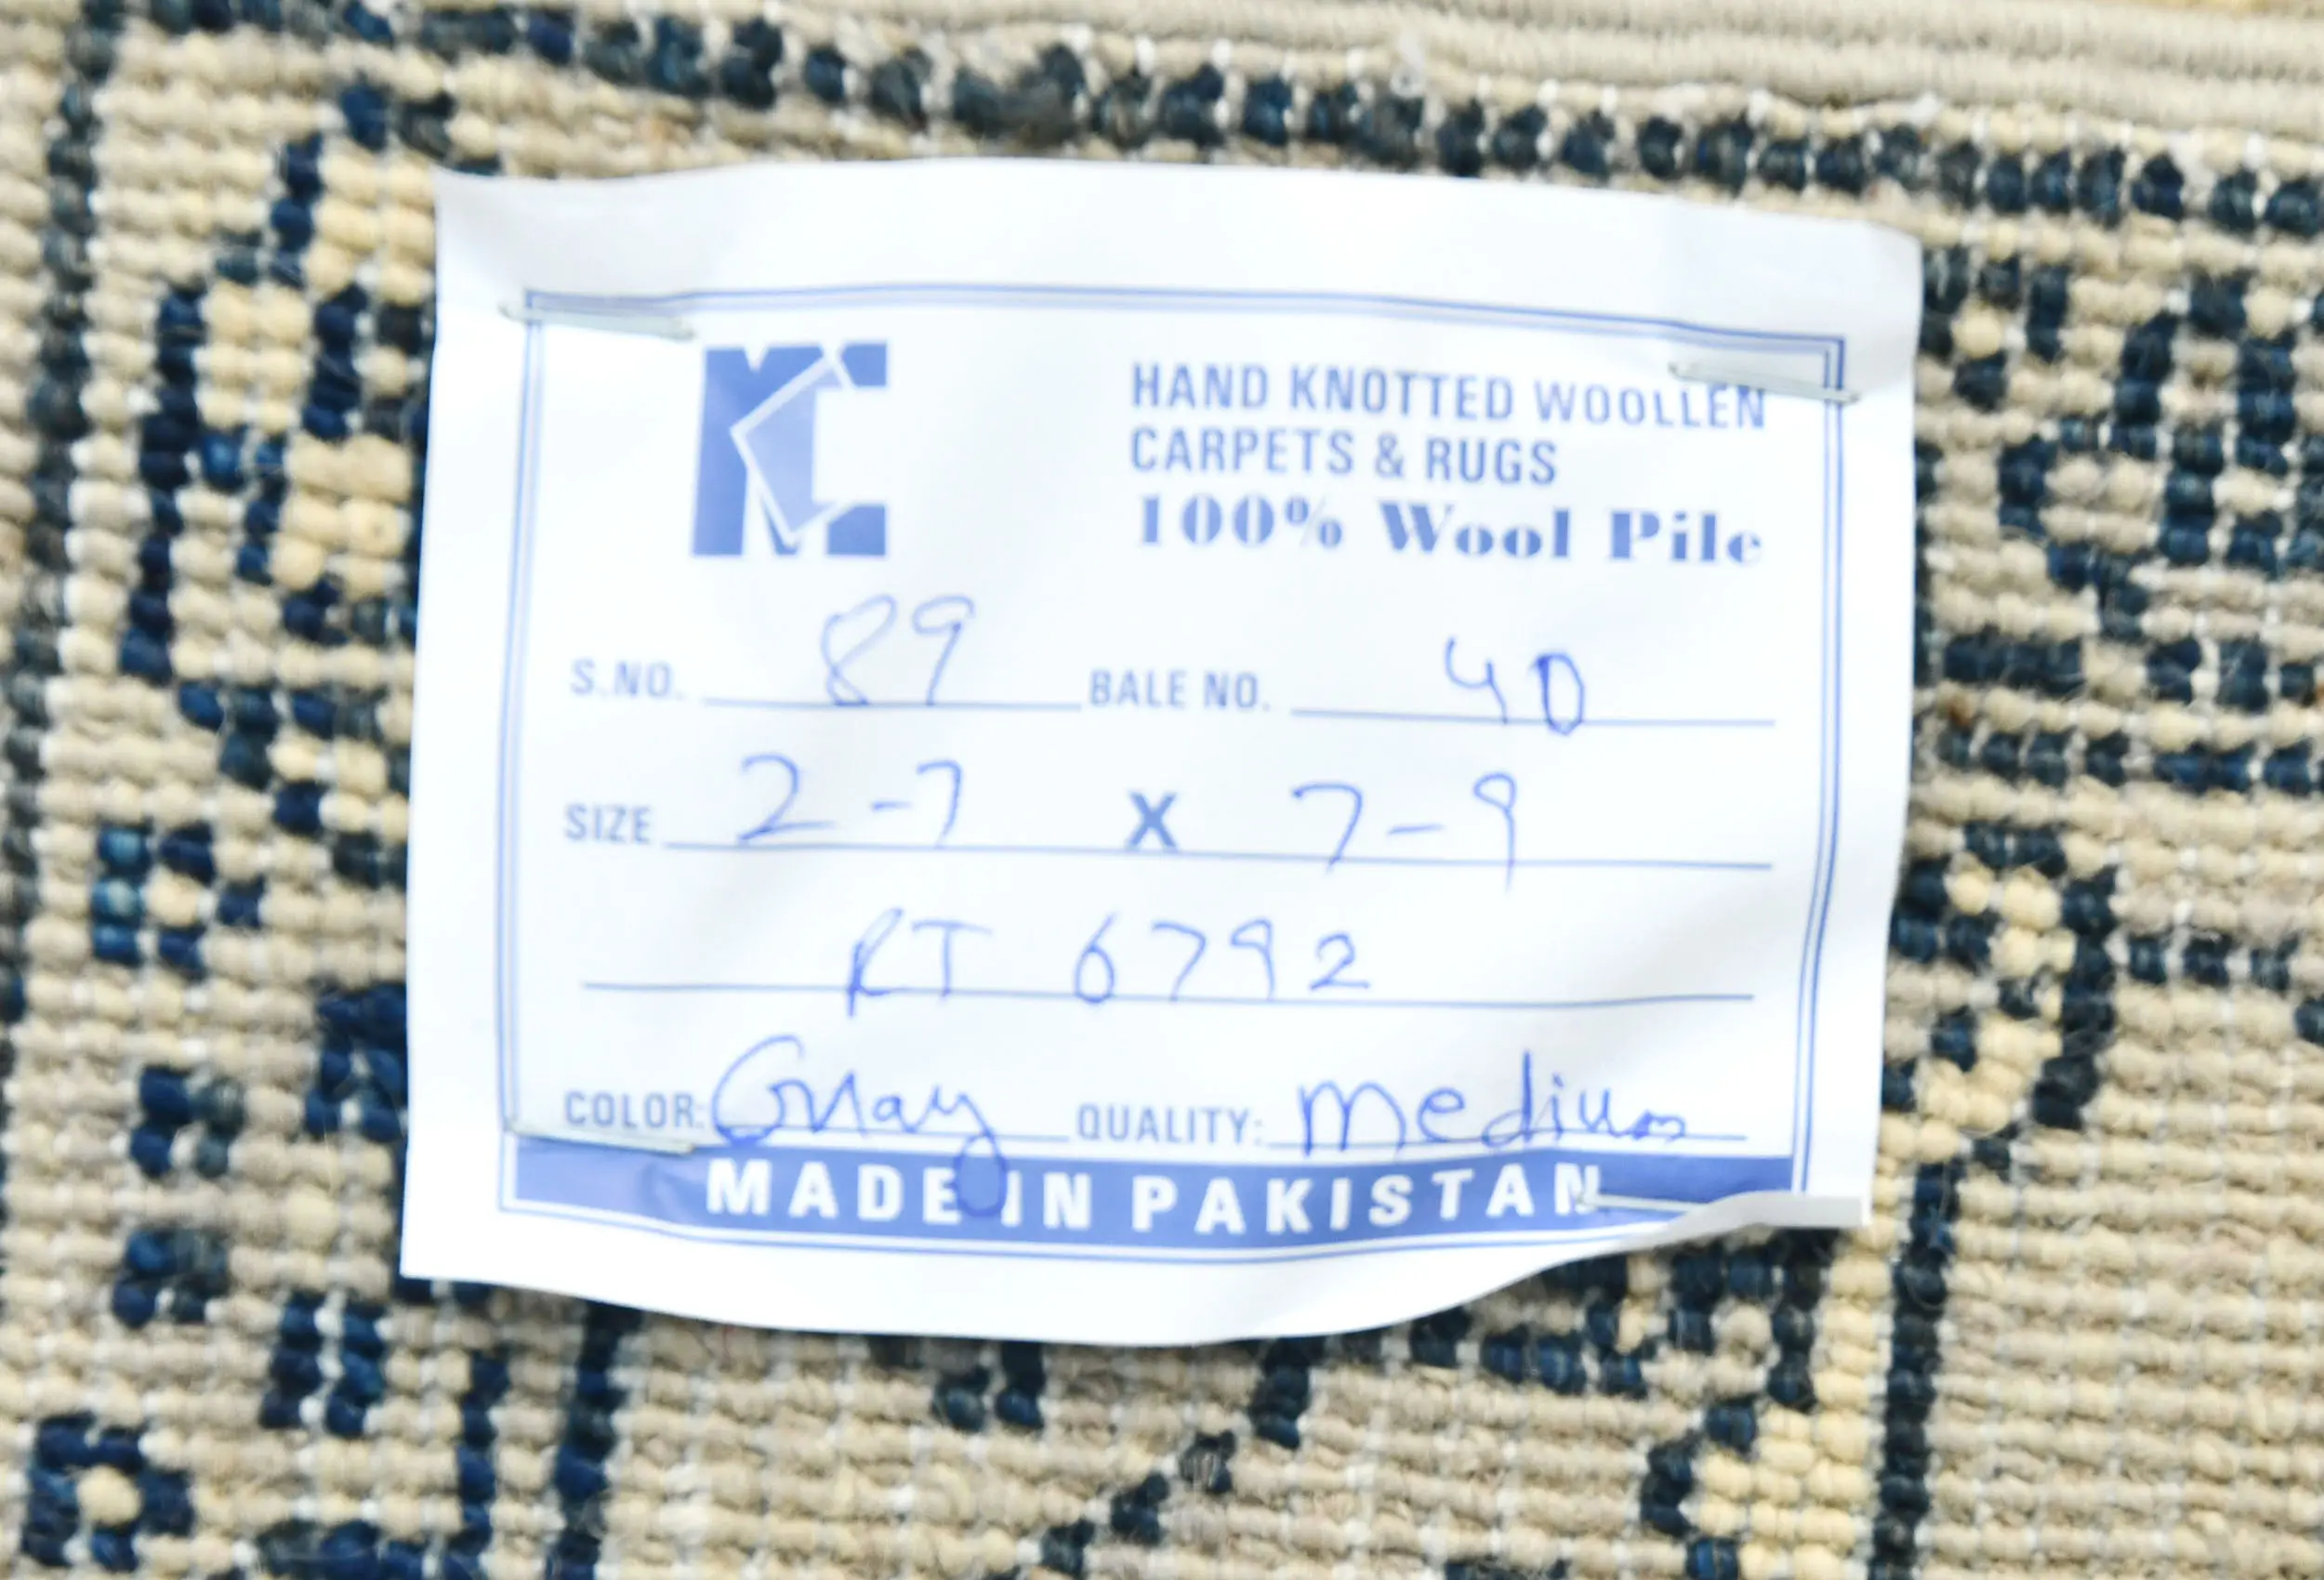 KC
HAND KNOTTED WOOLLEN
CARPETS & RUGS
100% Wool Pile
S.NO. 89 BALE NO. 40
SIZE 2-7 X 7-9
RT 6792
COLOR: Gray QUALITY: Medium
MADE IN PAKISTAN